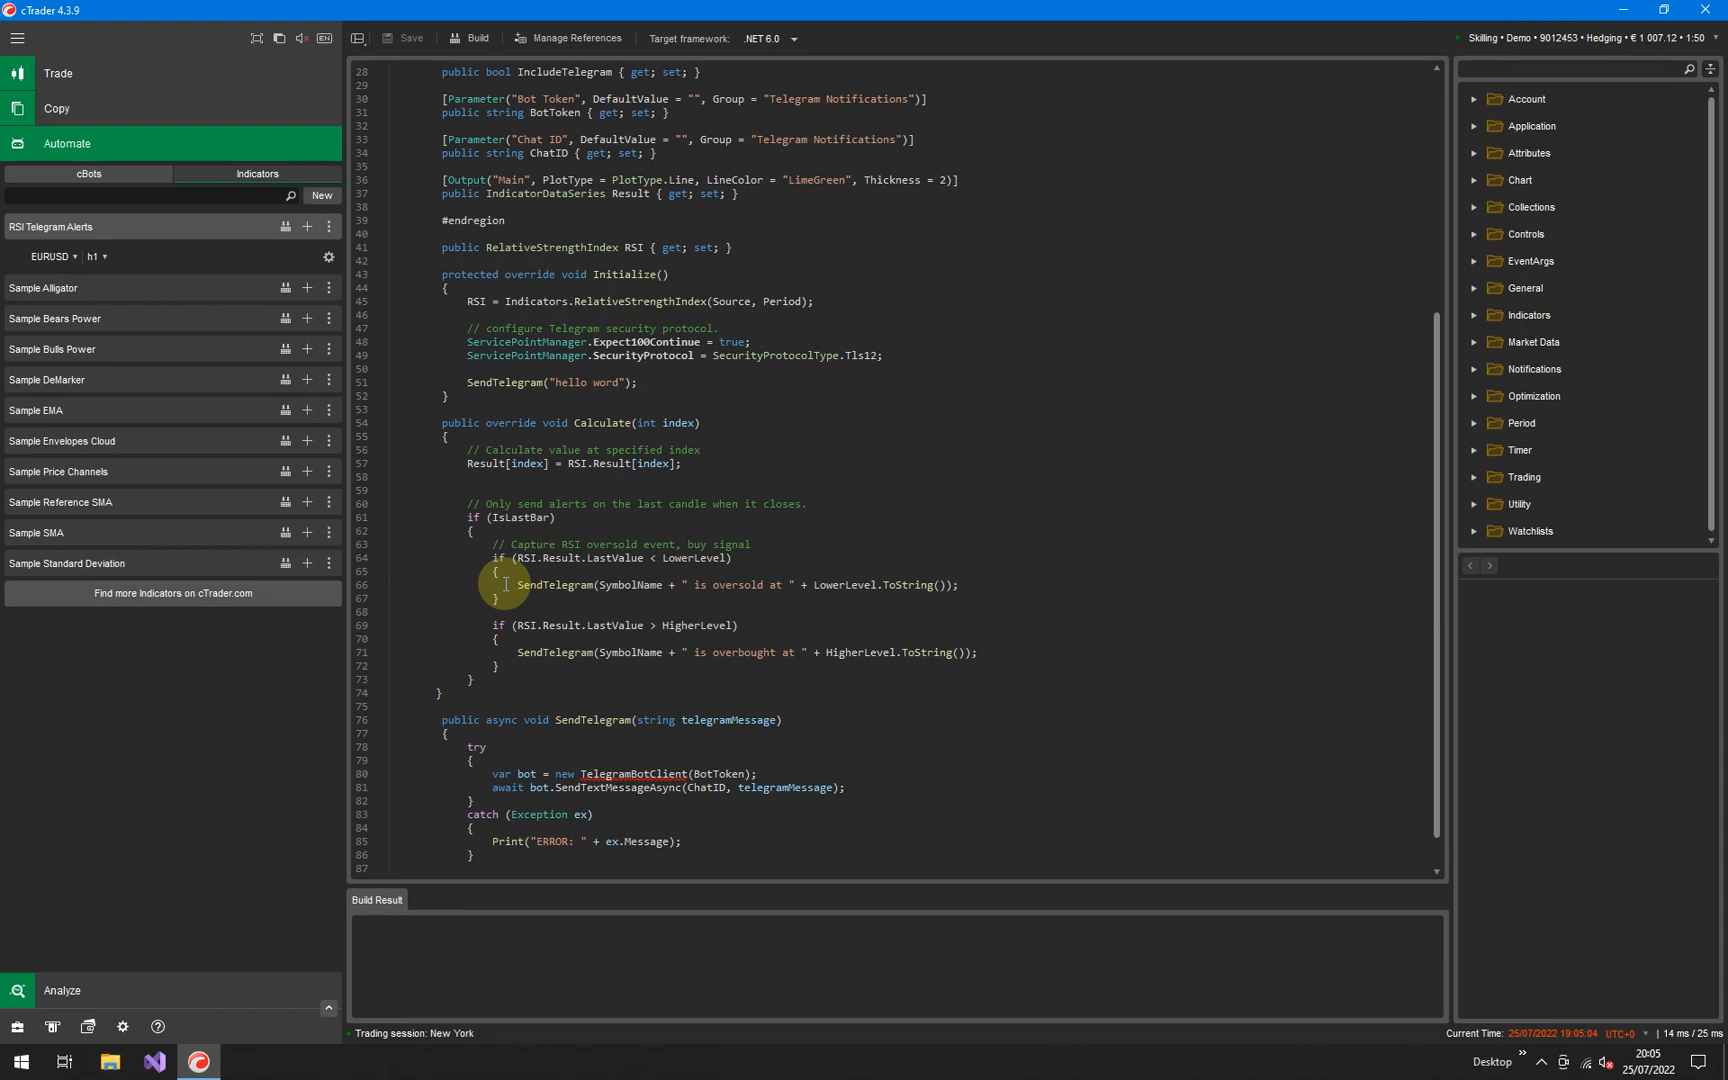 cTrader 4.3.9
EN
Save
Build
Manage References
Target framework:
.NET 6.0
Skilling • Demo • 9012453 • Hedging • € 1 007.12 • 1:50
Trade
Copy
Automate
cBots
Indicators
New
RSI Telegram Alerts
EURUSD
h1
Sample Alligator
Sample Bears Power
Sample Bulls Power
Sample DeMarker
Sample EMA
Sample Envelopes Cloud
Sample Price Channels
Sample Reference SMA
Sample SMA
Sample Standard Deviation
Find more Indicators on cTrader.com
Analyze
28 public bool IncludeTelegram { get; set; }
29
30 [Parameter("Bot Token", DefaultValue = "", Group = "Telegram Notifications")]
31 public string BotToken { get; set; }
32
33 [Parameter("Chat ID", DefaultValue = "", Group = "Telegram Notifications")]
34 public string ChatID { get; set; }
35
36 [Output("Main", PlotType = PlotType.Line, LineColor = "LimeGreen", Thickness = 2)]
37 public IndicatorDataSeries Result { get; set; }
38
39 #endregion
40
41 public RelativeStrengthIndex RSI { get; set; }
42
43 protected override void Initialize()
44 {
45 RSI = Indicators.RelativeStrengthIndex(Source, Period);
46
47 // configure Telegram security protocol.
48 ServicePointManager.Expect100Continue = true;
49 ServicePointManager.SecurityProtocol = SecurityProtocolType.Tls12;
50
51 SendTelegram("hello word");
52 }
53
54 public override void Calculate(int index)
55 {
56 // Calculate value at specified index
57 Result[index] = RSI.Result[index];
58
59
60 // Only send alerts on the last candle when it closes.
61 if (IsLastBar)
62 {
63 // Capture RSI oversold event, buy signal
64 if (RSI.Result.LastValue < LowerLevel)
65 {
66 SendTelegram(SymbolName + " is oversold at " + LowerLevel.ToString());
67 }
68
69 if (RSI.Result.LastValue > HigherLevel)
70 {
71 SendTelegram(SymbolName + " is overbought at " + HigherLevel.ToString());
72 }
73 }
74 }
75
76 public async void SendTelegram(string telegramMessage)
77 {
78 try
79 {
80 var bot = new TelegramBotClient(BotToken);
81 await bot.SendTextMessageAsync(ChatID, telegramMessage);
82 }
83 catch (Exception ex)
84 {
85 Print("ERROR: " + ex.Message);
86 }
87
Build Result
Account
Application
Attributes
Chart
Collections
Controls
EventArgs
General
Indicators
Market Data
Notifications
Optimization
Period
Timer
Trading
Utility
Watchlists
Trading session: New York
Current Time: 25/07/2022 19:05:04 UTC+0 | 14 ms / 25 ms
Desktop
20:05
25/07/2022